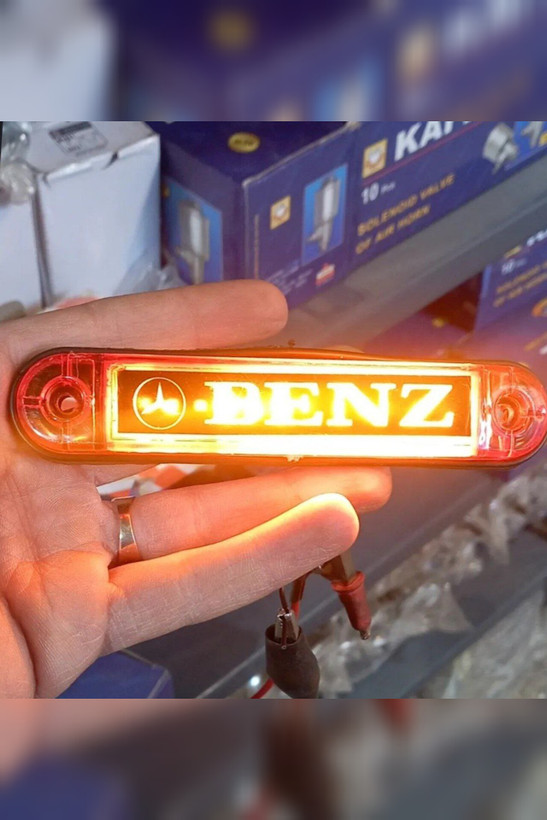 KAI
10 Pcs
SOLENOID VALVE
OF AIR HORN
BENZ